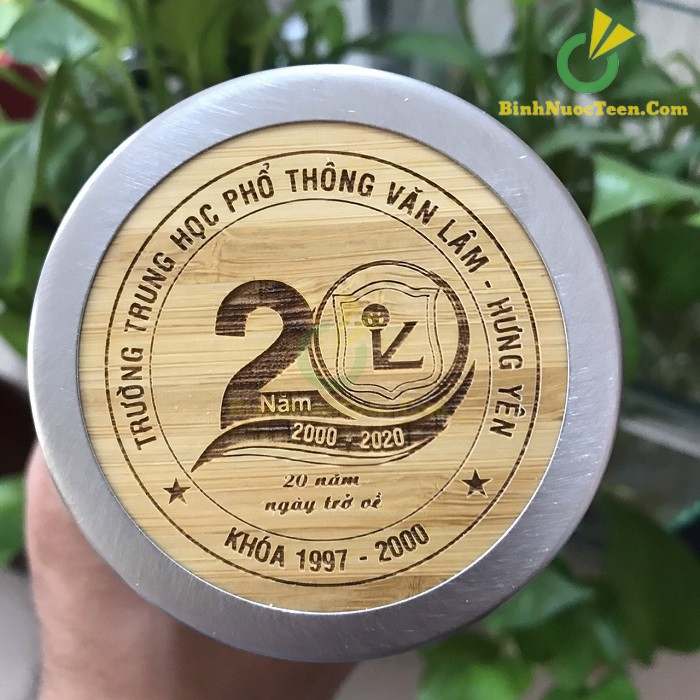 BinhNuocTeen.Com
TRƯỜNG TRUNG HỌC PHỔ THÔNG VĂN LÂM - HƯNG YÊN
20
Năm
2000 - 2020
20 năm
ngày trở về
KHÓA 1997 - 2000